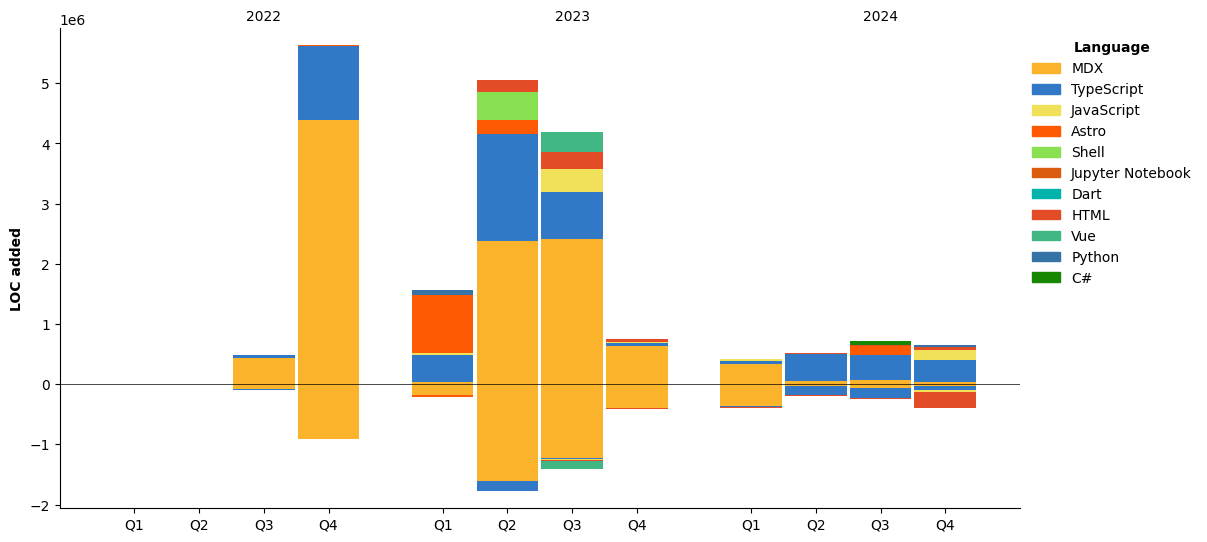 1e6
2022 2023 2024
LOC added
5
4
3
2
1
0
−1
−2
Q1 Q2 Q3 Q4 Q1 Q2 Q3 Q4 Q1 Q2 Q3 Q4
Language
MDX
TypeScript
JavaScript
Astro
Shell
Jupyter Notebook
Dart
HTML
Vue
Python
C#